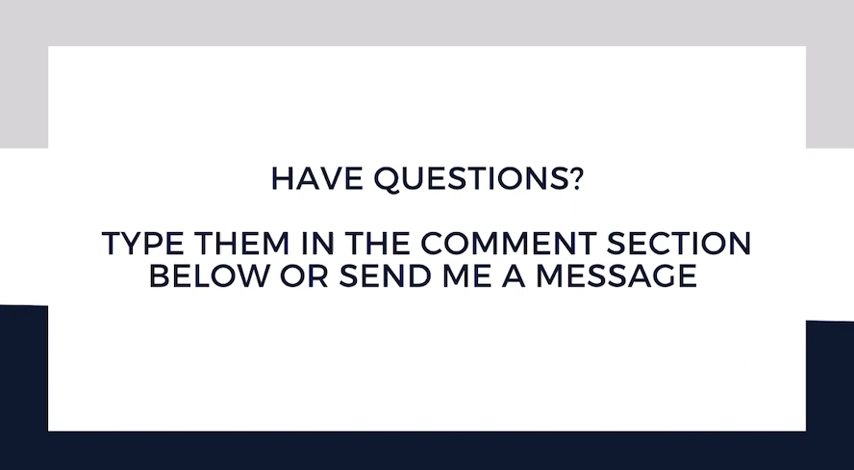 HAVE QUESTIONS?
TYPE THEM IN THE COMMENT SECTION
BELOW OR SEND ME A MESSAGE